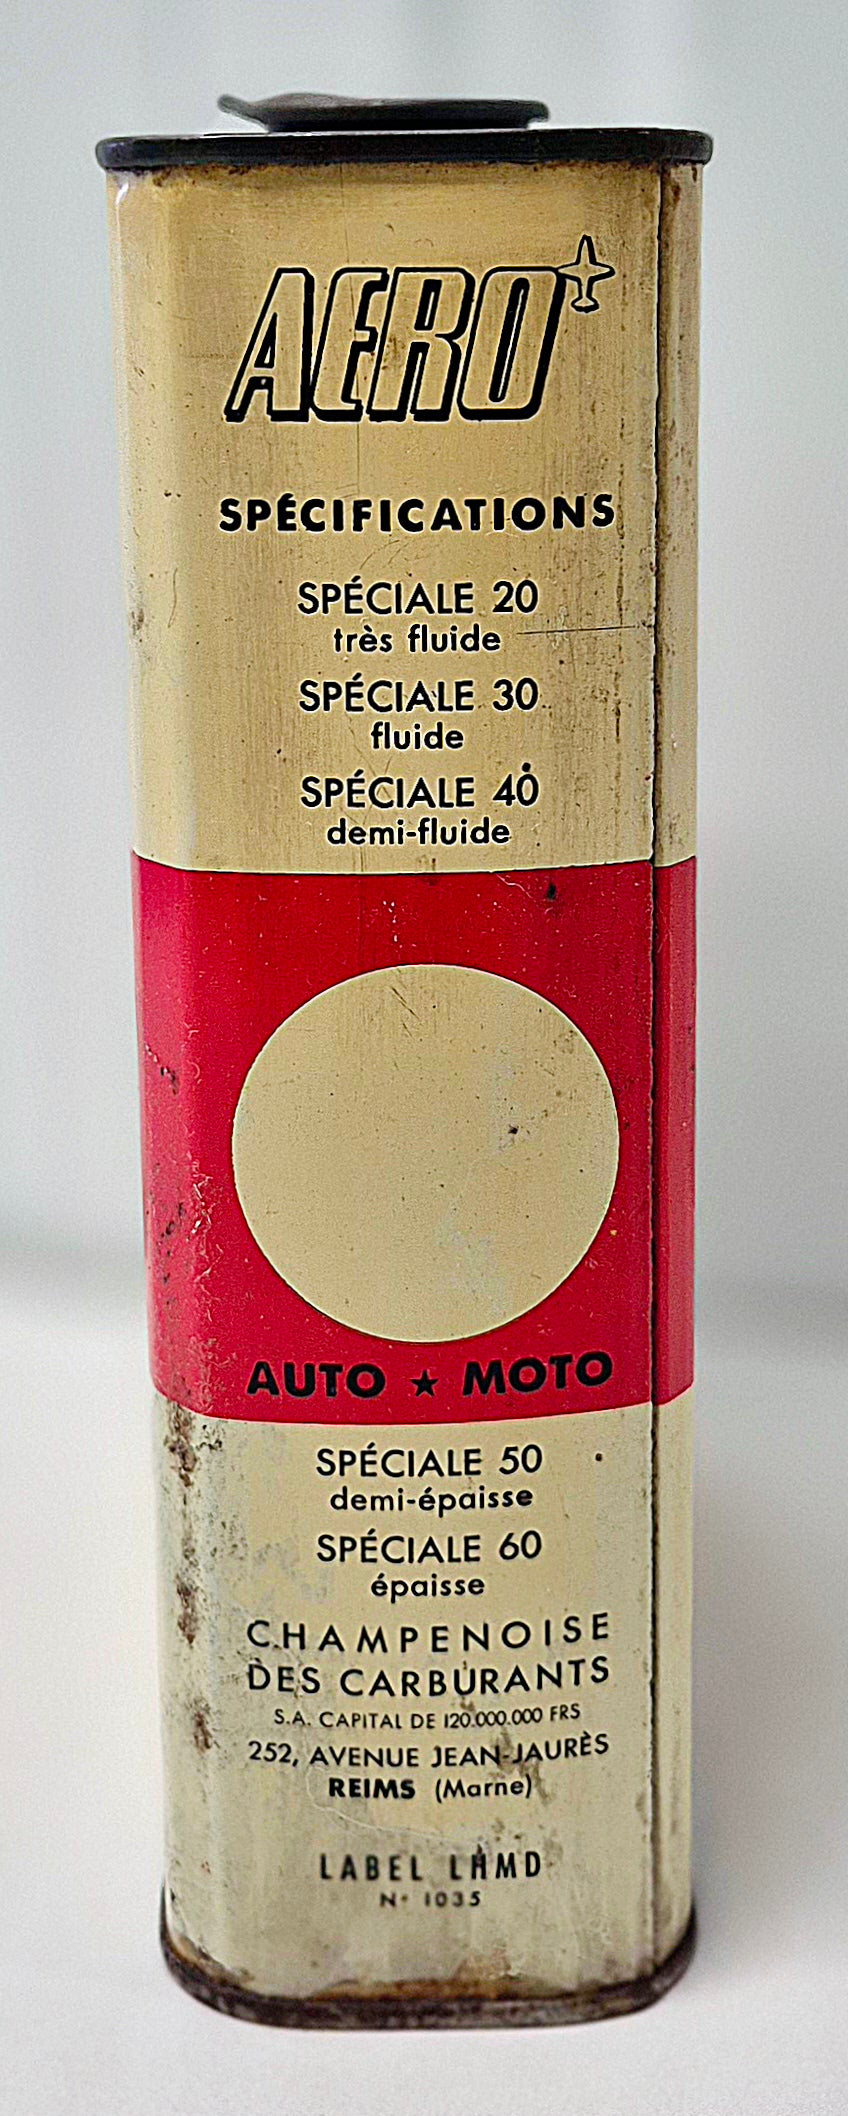 AERO
SPÉCIFICATIONS
SPÉCIALE 20
très fluide
SPÉCIALE 30
fluide
SPÉCIALE 40
demi-fluide
AUTO ★ MOTO
SPÉCIALE 50
demi-épaisse
SPÉCIALE 60
épaisse
CHAMPENOISE
DES CARBURANTS
S.A. CAPITAL DE 120.000.000 FRS
252, AVENUE JEAN-JAURÈS
REIMS (Marne)
LABEL LHMD
N° 1035